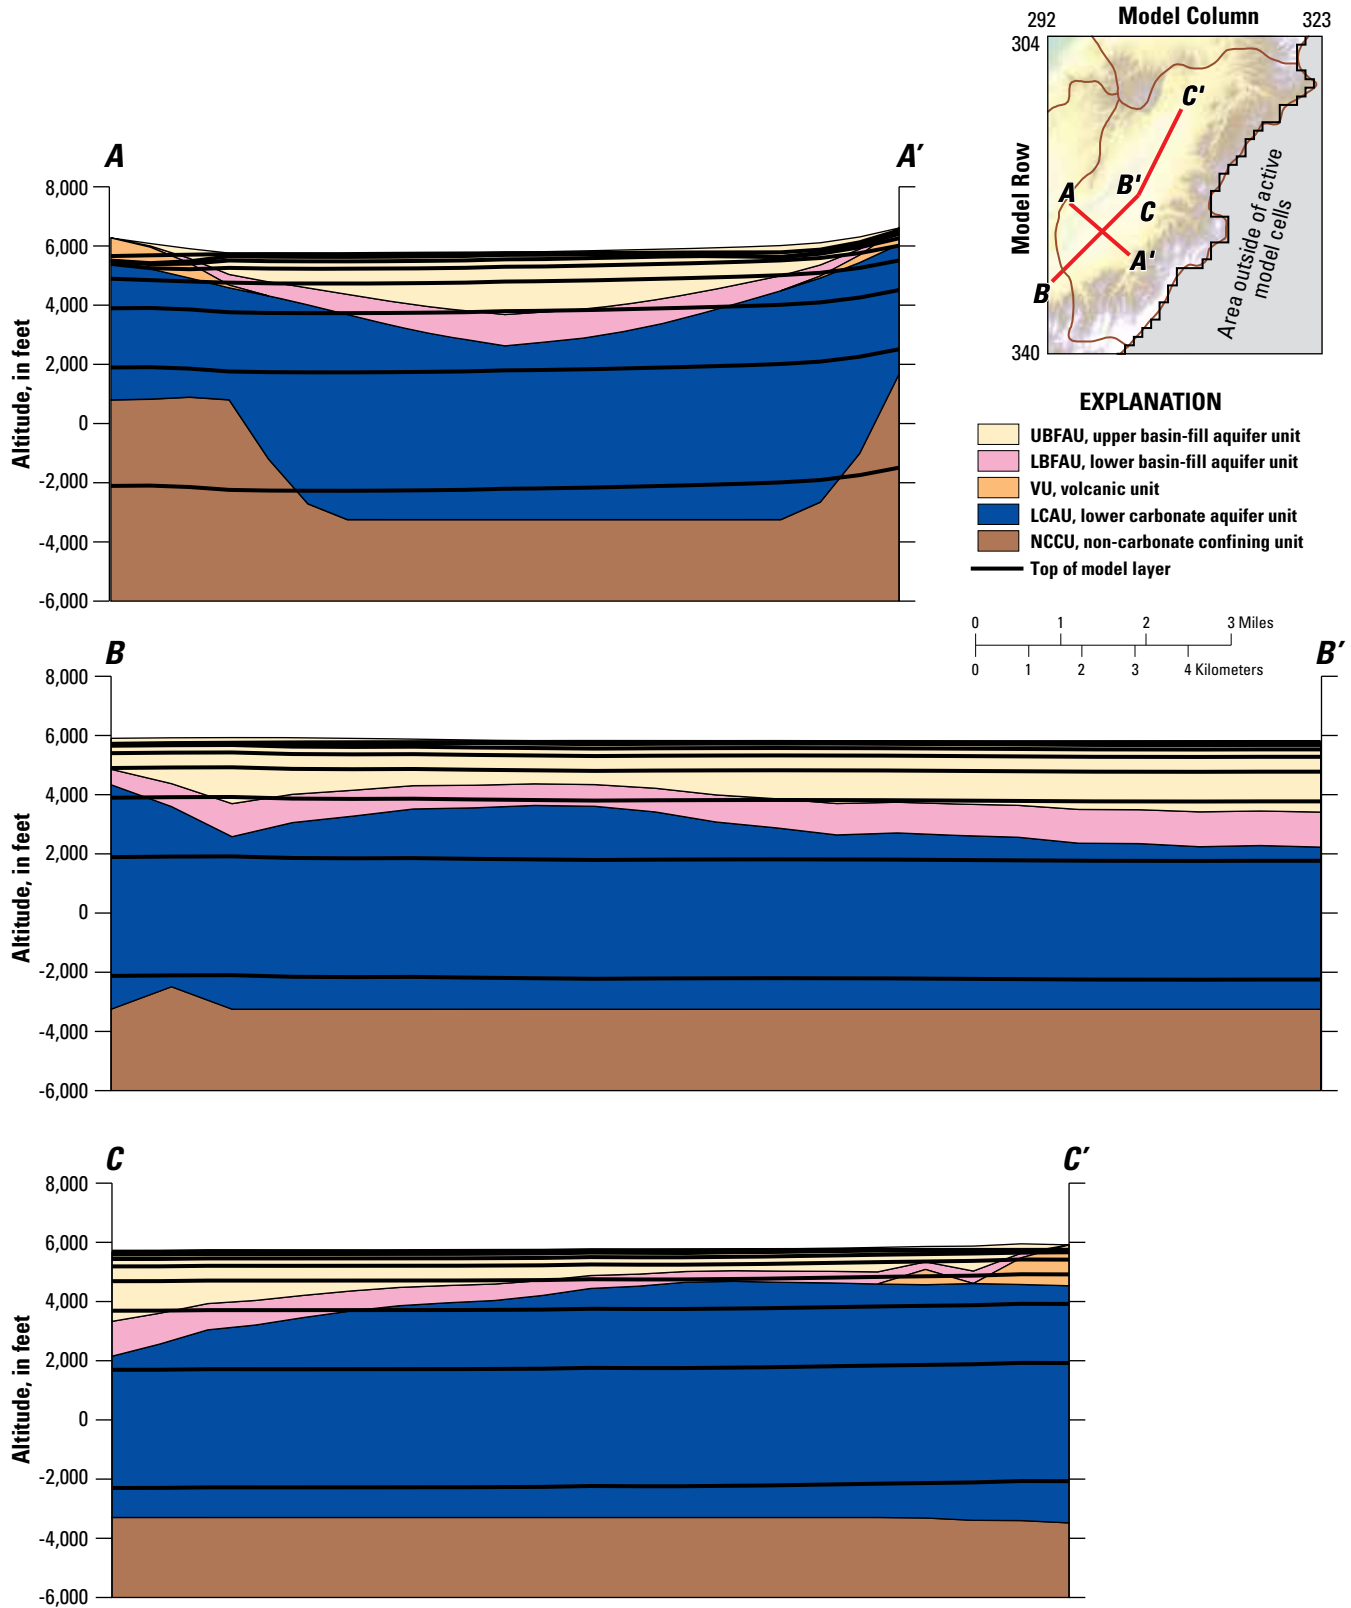 292 Model Column 323
304
Model Row
340
C'
B'
C
A
A'
B
Area outside of active
model cells
A A'
8,000
6,000
4,000
2,000
0
-2,000
-4,000
-6,000
Altitude, in feet
EXPLANATION
UBFAU, upper basin-fill aquifer unit
LBFAU, lower basin-fill aquifer unit
VU, volcanic unit
LCAU, lower carbonate aquifer unit
NCCU, non-carbonate confining unit
Top of model layer
0 1 2 3 Miles
0 1 2 3 4 Kilometers
B B'
8,000
6,000
4,000
2,000
0
-2,000
-4,000
-6,000
Altitude, in feet
C C'
8,000
6,000
4,000
2,000
0
-2,000
-4,000
-6,000
Altitude, in feet